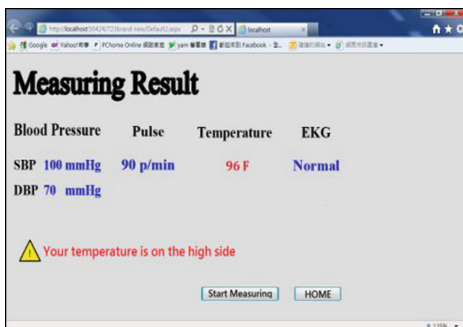 localhost
Google
Facebook
Measuring Result
Blood Pressure Pulse Temperature EKG
SBP 100 mmHg 90 p/min 96 F Normal
DBP 70 mmHg
Your temperature is on the high side
Start Measuring HOME
125%